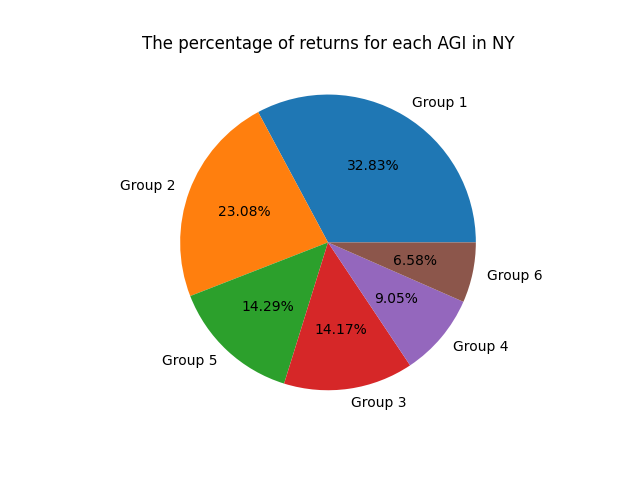 The percentage of returns for each AGI in NY
Group 1
32.83%
Group 2
23.08%
Group 5
14.29%
Group 3
14.17%
Group 4
9.05%
Group 6
6.58%